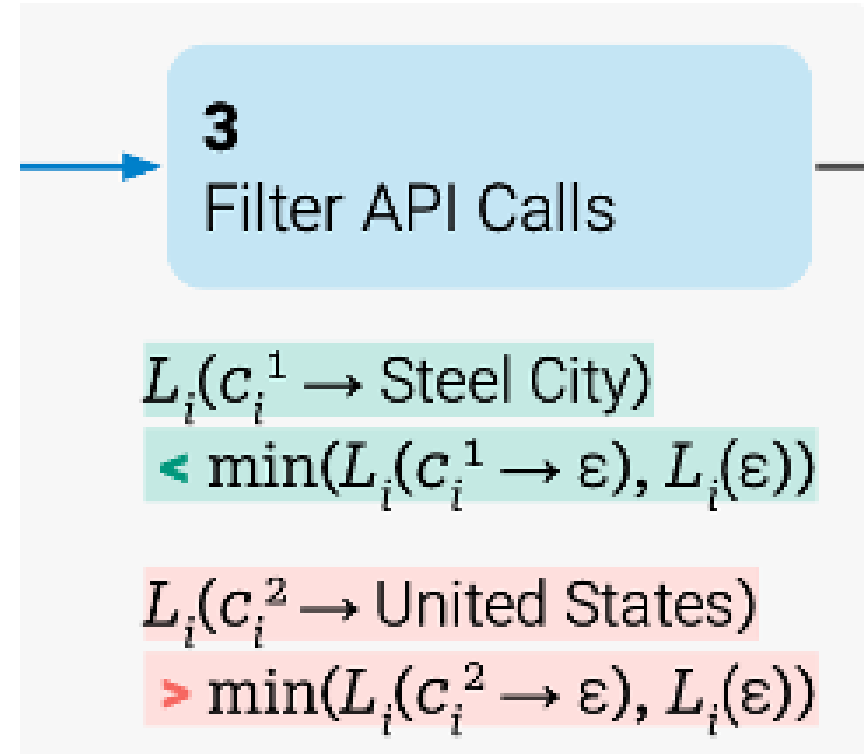 3
Filter API Calls
Lᵢ(cᵢ¹ → Steel City)
< min(Lᵢ(cᵢ¹ → ε), Lᵢ(ε))
Lᵢ(cᵢ² → United States)
> min(Lᵢ(cᵢ² → ε), Lᵢ(ε))